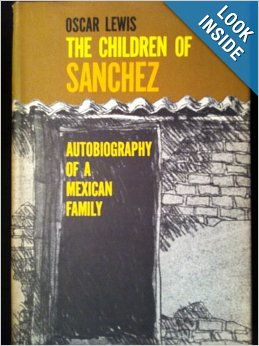 LOOK
INSIDE
OSCAR LEWIS
THE CHILDREN OF
SANCHEZ
AUTOBIOGRAPHY
OF A
MEXICAN
FAMILY